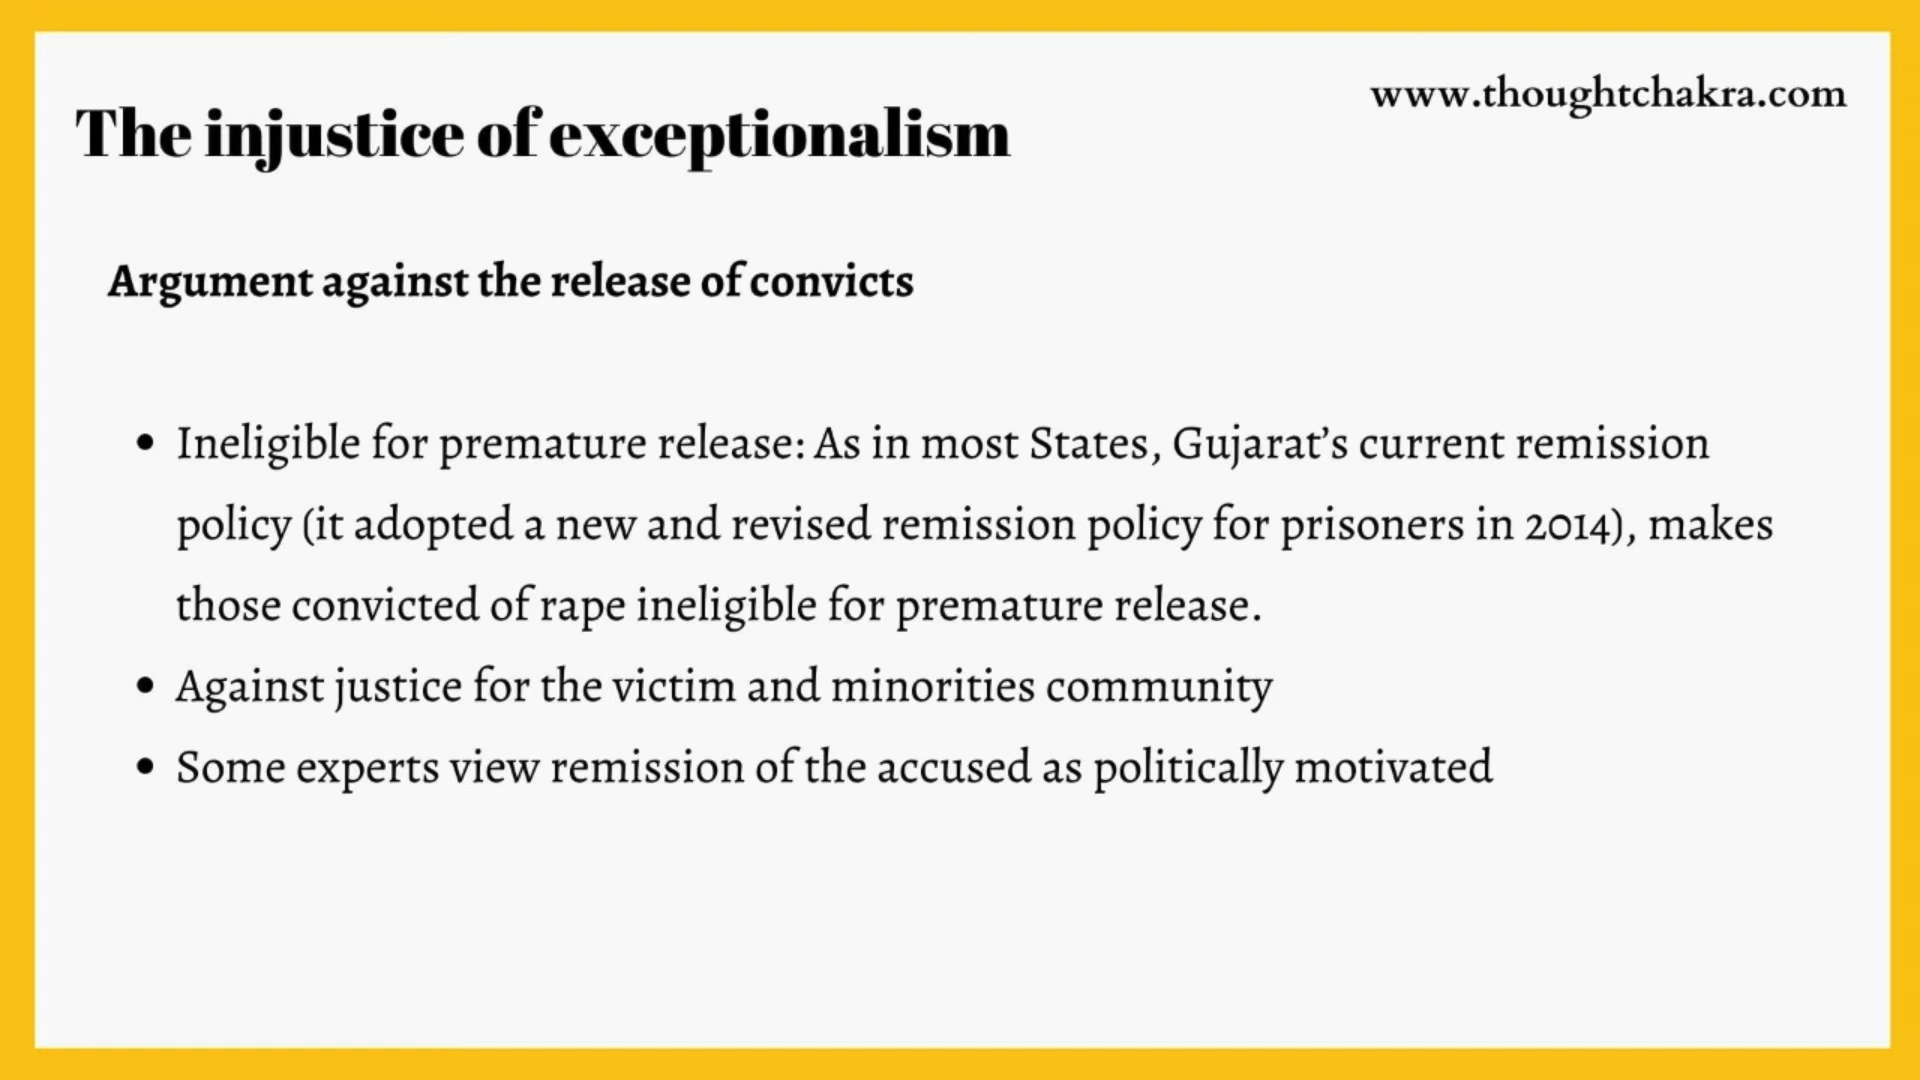 www.thoughtchakra.com
The injustice of exceptionalism
Argument against the release of convicts
• Ineligible for premature release: As in most States, Gujarat’s current remission
policy (it adopted a new and revised remission policy for prisoners in 2014), makes
those convicted of rape ineligible for premature release.
• Against justice for the victim and minorities community
• Some experts view remission of the accused as politically motivated